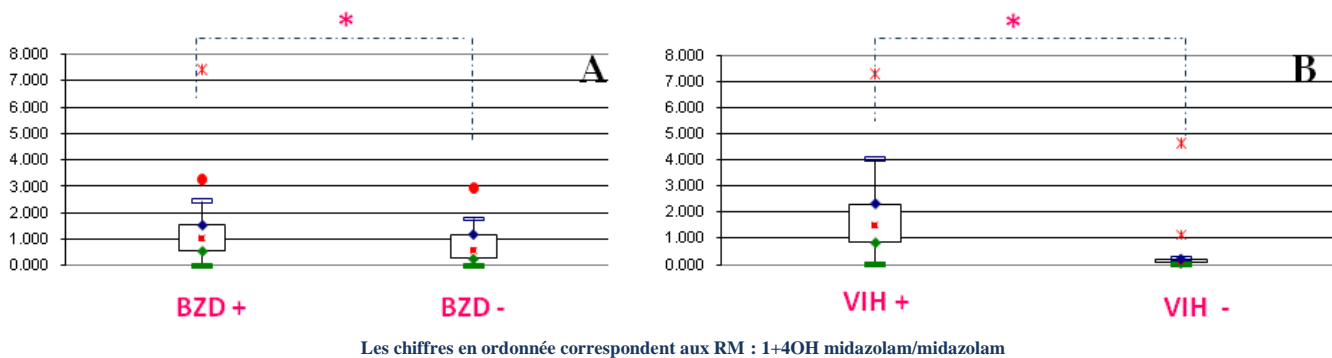 *
8.000
7.000
6.000
5.000
4.000
3.000
2.000
1.000
0.000
A
BZD +
BZD -
*
8.000
7.000
6.000
5.000
4.000
3.000
2.000
1.000
0.000
B
VIH +
VIH -
Les chiffres en ordonnée correspondent aux RM : 1+4OH midazolam/midazolam